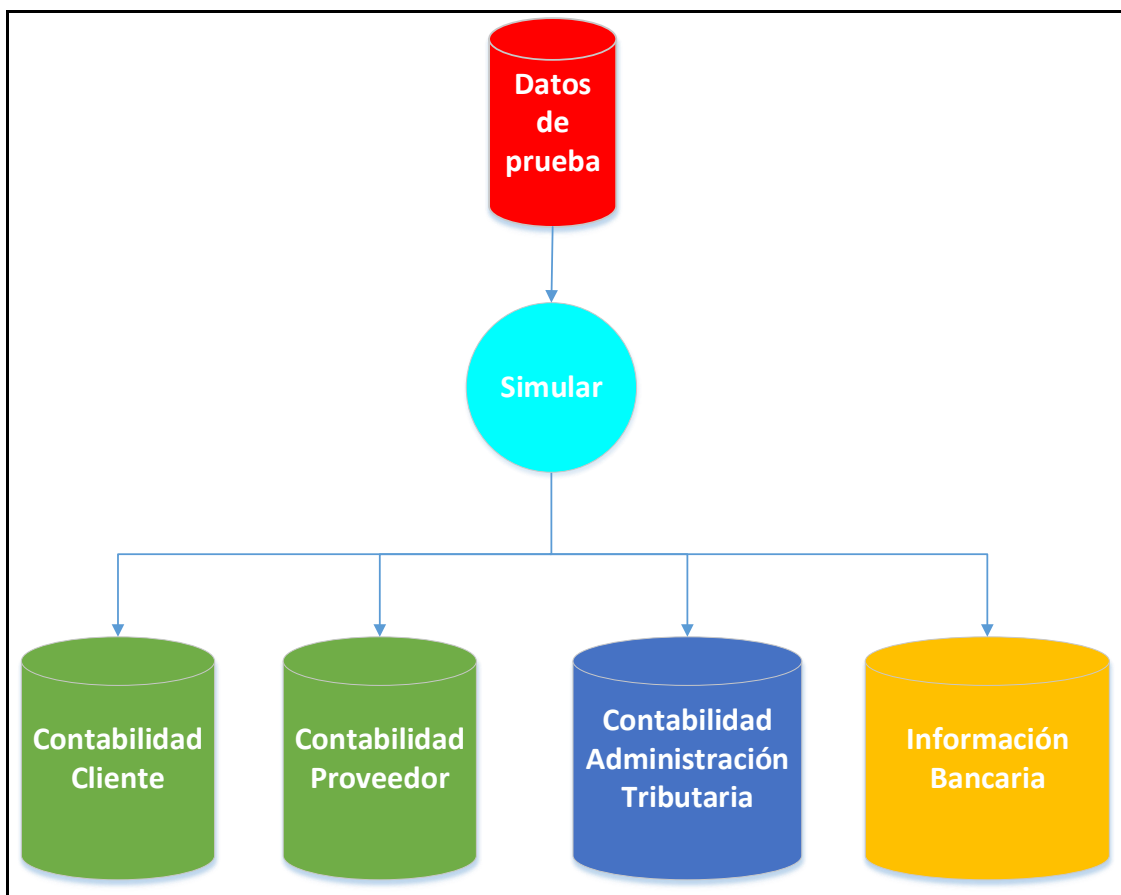 Datos
de
prueba
Simular
Contabilidad
Cliente
Contabilidad
Proveedor
Contabilidad
Administración
Tributaria
Información
Bancaria